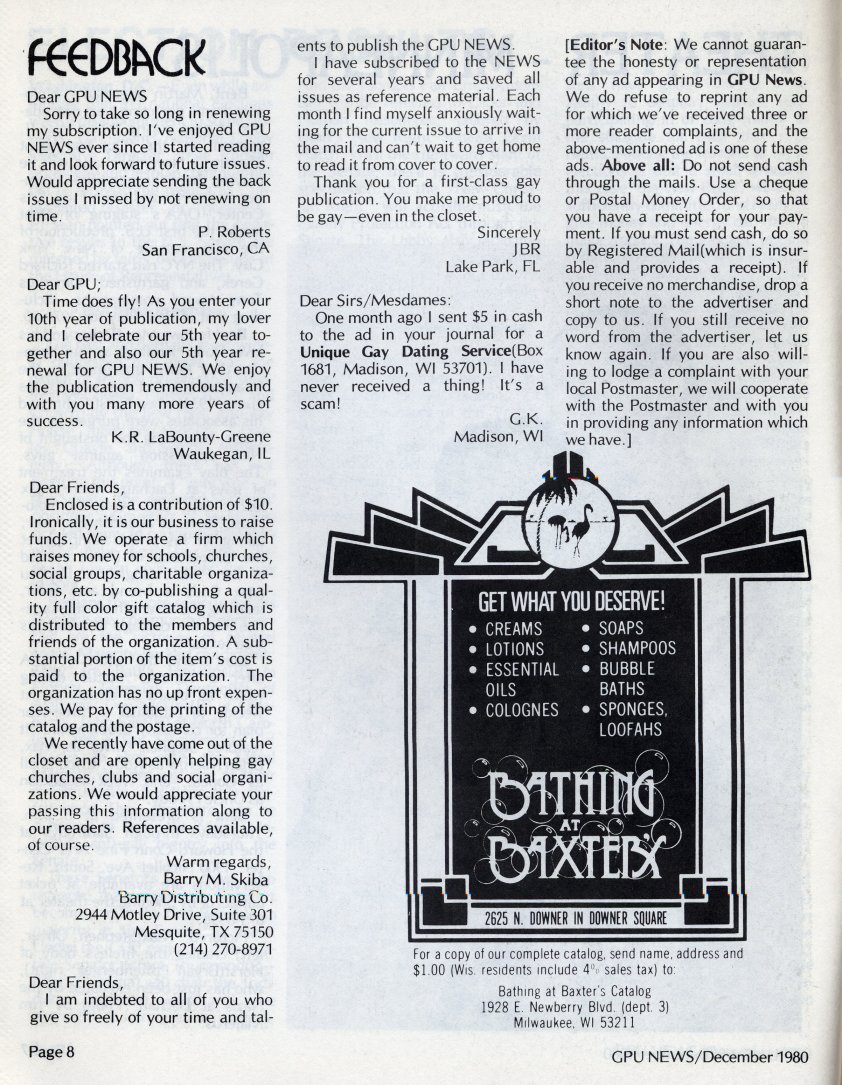 FEEDBACK
Dear GPU NEWS
Sorry to take so long in renewing
my subscription. I've enjoyed GPU
NEWS ever since I started reading
it and look forward to future issues.
Would appreciate sending the back
issues I missed by not renewing on
time.
P. Roberts
San Francisco, CA
Dear GPU;
Time does fly! As you enter your
10th year of publication, my lover
and I celebrate our 5th year to-
gether and also our 5th year re-
newal for GPU NEWS. We enjoy
the publication tremendously and
with you many more years of
success.
K.R. LaBounty-Greene
Waukegan, IL
Dear Friends,
Enclosed is a contribution of $10.
Ironically, it is our business to raise
funds. We operate a firm which
raises money for schools, churches,
social groups, charitable organiza-
tions, etc. by co-publishing a qual-
ity full color gift catalog which is
distributed to the members and
friends of the organization. A sub-
stantial portion of the item's cost is
paid to the organization. The
organization has no up front expen-
ses. We pay for the printing of the
catalog and the postage.
We recently have come out of the
closet and are openly helping gay
churches, clubs and social organi-
zations. We would appreciate your
passing this information along to
our readers. References available,
of course.
Warm regards,
Barry M. Skiba
Barry Distributing Co.
2944 Motley Drive, Suite 301
Mesquite, TX 75150
(214) 270-8971
Dear Friends,
I am indebted to all of you who
give so freely of your time and tal-
ents to publish the GPU NEWS.
I have subscribed to the NEWS
for several years and saved all
issues as reference material. Each
month I find myself anxiously wait-
ing for the current issue to arrive in
the mail and can't wait to get home
to read it from cover to cover.
Thank you for a first-class gay
publication. You make me proud to
be gay—even in the closet.
Sincerely
JBR
Lake Park, FL
Dear Sirs/Mesdames:
One month ago I sent $5 in cash
to the ad in your journal for a
Unique Gay Dating Service(Box
1681, Madison, WI 53701). I have
never received a thing! It's a
scam!
G.K.
Madison, WI
[Editor's Note: We cannot guaran-
tee the honesty or representation
of any ad appearing in GPU News.
We do refuse to reprint any ad
for which we've received three or
more reader complaints, and the
above-mentioned ad is one of these
ads. Above all: Do not send cash
through the mails. Use a cheque
or Postal Money Order, so that
you have a receipt for your pay-
ment. If you must send cash, do so
by Registered Mail(which is insur-
able and provides a receipt). If
you receive no merchandise, drop a
short note to the advertiser and
copy to us. If you still receive no
word from the advertiser, let us
know again. If you are also will-
ing to lodge a complaint with your
local Postmaster, we will cooperate
with the Postmaster and with you
in providing any information which
we have.]
GET WHAT YOU DESERVE!
• CREAMS
• LOTIONS
• ESSENTIAL
OILS
• COLOGNES
• SOAPS
• SHAMPOOS
• BUBBLE
BATHS
• SPONGES,
LOOFAHS
BATHING
AT
BAXTER'S
2625 N. DOWNER IN DOWNER SQUARE
For a copy of our complete catalog, send name, address and
$1.00 (Wis. residents include 4% sales tax) to:
Bathing at Baxter's Catalog
1928 E. Newberry Blvd. (dept. 3)
Milwaukee, WI 53211
Page 8
GPU NEWS/December 1980